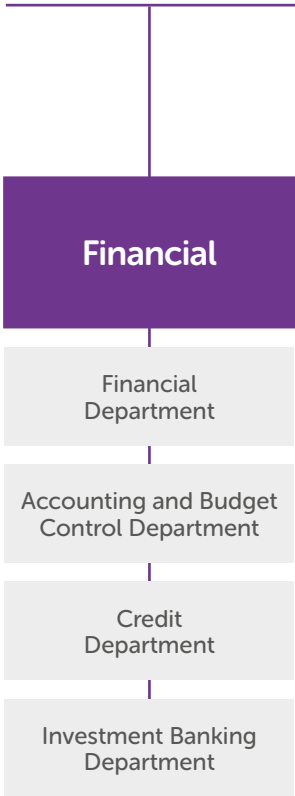 Financial
Financial
Department
Accounting and Budget
Control Department
Credit
Department
Investment Banking
Department